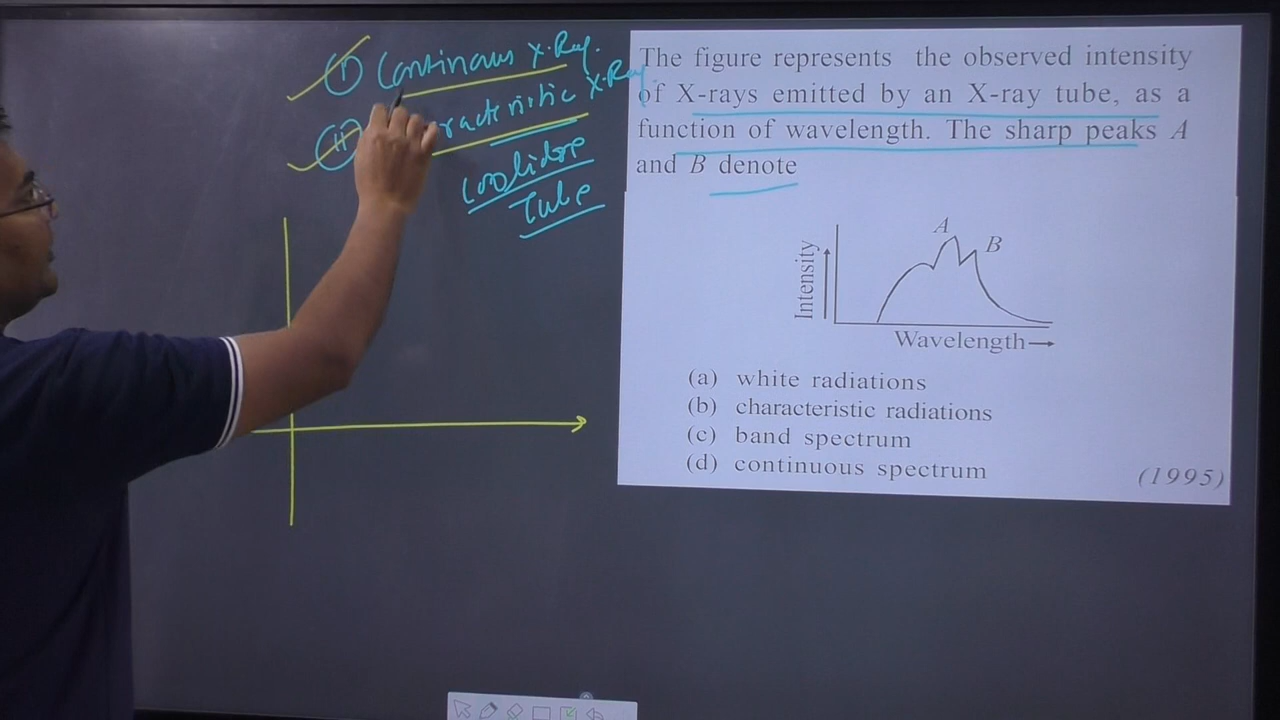 (I) Continous X-Ray.
(II) racteristic X-Ray
Coolidge
Tube
The figure represents the observed intensity
of X-rays emitted by an X-ray tube, as a
function of wavelength. The sharp peaks A
and B denote
A
B
Intensity
Wavelength
(a) white radiations
(b) characteristic radiations
(c) band spectrum
(d) continuous spectrum
(1995)